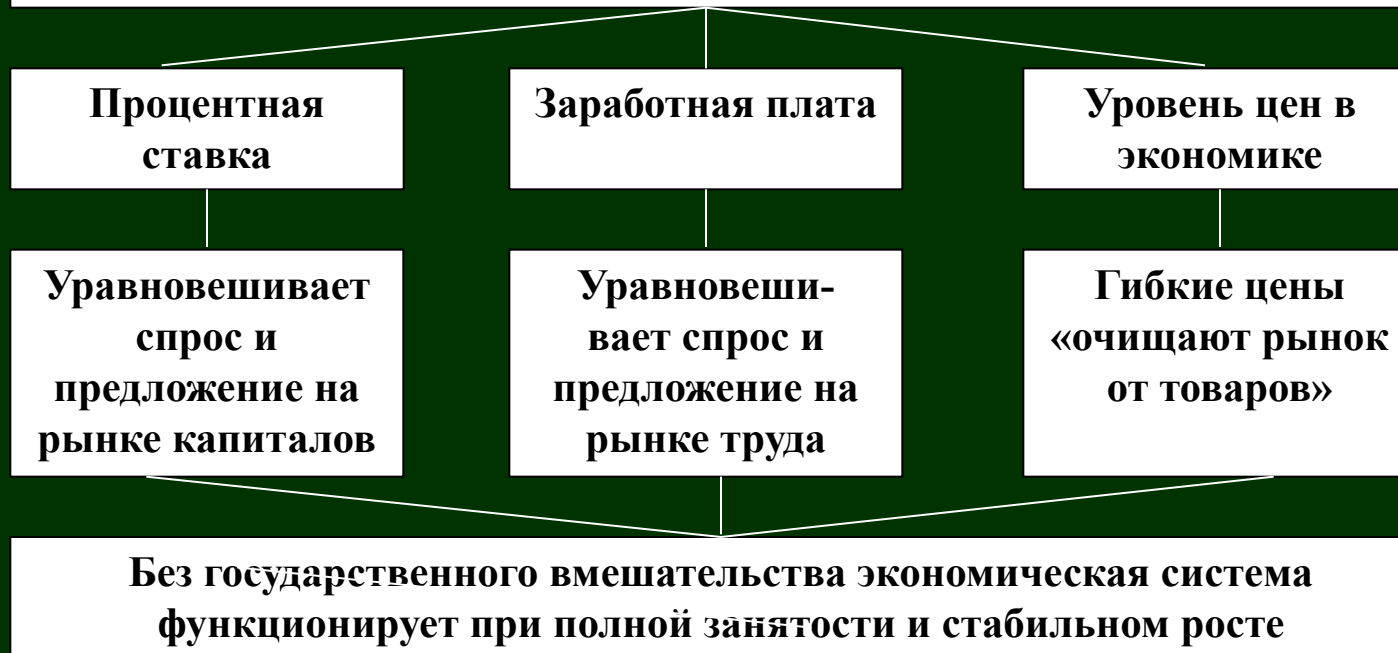 Процентная
ставка
Заработная плата
Уровень цен в
экономике
Уравновешивает
спрос и
предложение на
рынке капиталов
Уравновеши-
вает спрос и
предложение на
рынке труда
Гибкие цены
«очищают рынок
от товаров»
Без государственного вмешательства экономическая система
функционирует при полной занятости и стабильном росте